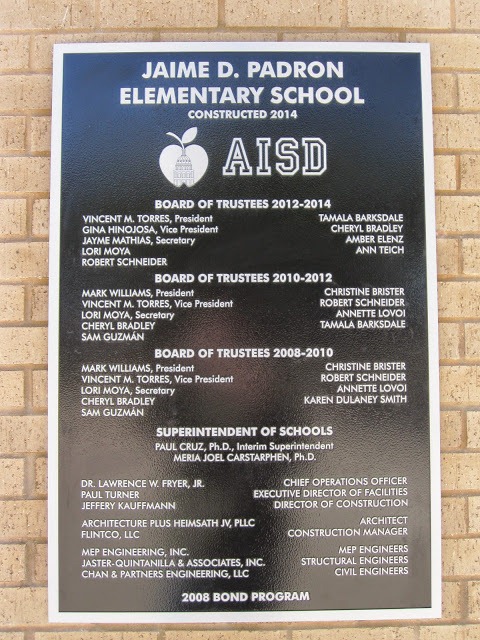 JAIME D. PADRON
ELEMENTARY SCHOOL
CONSTRUCTED 2014
AISD
BOARD OF TRUSTEES 2012-2014
VINCENT M. TORRES, President TAMALA BARKSDALE
GINA HINOJOSA, Vice President CHERYL BRADLEY
JAYME MATHIAS, Secretary AMBER ELENZ
LORI MOYA ANN TEICH
ROBERT SCHNEIDER
BOARD OF TRUSTEES 2010-2012
MARK WILLIAMS, President CHRISTINE BRISTER
VINCENT M. TORRES, Vice President ROBERT SCHNEIDER
LORI MOYA, Secretary ANNETTE LOVOI
CHERYL BRADLEY TAMALA BARKSDALE
SAM GUZMÁN
BOARD OF TRUSTEES 2008-2010
MARK WILLIAMS, President CHRISTINE BRISTER
VINCENT M. TORRES, Vice President ROBERT SCHNEIDER
LORI MOYA, Secretary ANNETTE LOVOI
CHERYL BRADLEY KAREN DULANEY SMITH
SAM GUZMÁN
SUPERINTENDENT OF SCHOOLS
PAUL CRUZ, Ph.D., Interim Superintendent
MERIA JOEL CARSTARPHEN, Ph.D.
DR. LAWRENCE W. FRYER, JR. CHIEF OPERATIONS OFFICER
PAUL TURNER EXECUTIVE DIRECTOR OF FACILITIES
JEFFERY KAUFFMANN DIRECTOR OF CONSTRUCTION
ARCHITECTURE PLUS HEIMSATH JV, PLLC ARCHITECT
FLINTCO, LLC CONSTRUCTION MANAGER
MEP ENGINEERING, INC. MEP ENGINEERS
JASTER-QUINTANILLA & ASSOCIATES, INC. STRUCTURAL ENGINEERS
CHAN & PARTNERS ENGINEERING, LLC CIVIL ENGINEERS
2008 BOND PROGRAM